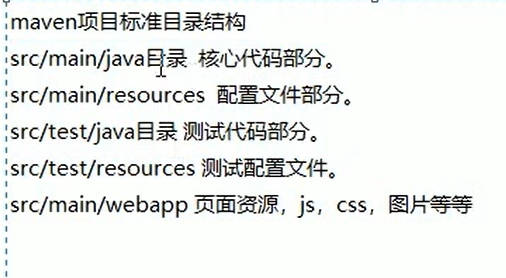 maven项目标准目录结构
src/main/java目录  核心代码部分。
src/main/resources  配置文件部分。
src/test/java目录 测试代码部分。
src/test/resources 测试配置文件。
src/main/webapp 页面资源，js，css，图片等等